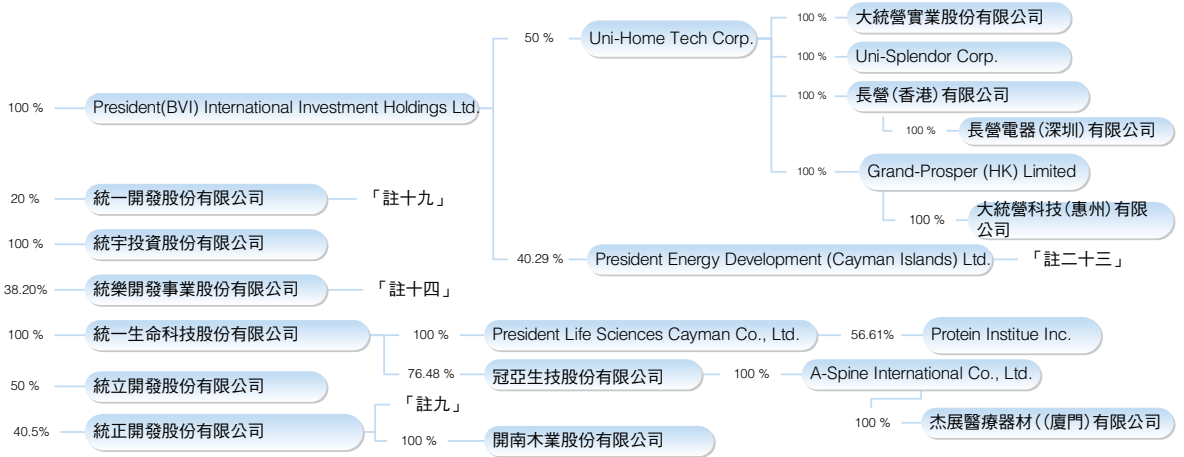 100 %
大統營實業股份有限公司
50 %
Uni-Home Tech Corp.
100 %
Uni-Splendor Corp.
100 %
President(BVI) International Investment Holdings Ltd.
100 %
長營(香港)有限公司
100 %
長營電器(深圳)有限公司
100 %
Grand-Prosper (HK) Limited
20 %
統一開發股份有限公司
「註十九」
100 %
大統營科技(惠州)有限
公司
100 %
統宇投資股份有限公司
40.29 %
President Energy Development (Cayman Islands) Ltd.
「註二十三」
38.20%
統樂開發事業股份有限公司
「註十四」
100 %
統一生命科技股份有限公司
100 %
President Life Sciences Cayman Co., Ltd.
56.61%
Protein Institue Inc.
76.48 %
冠亞生技股份有限公司
100 %
A-Spine International Co., Ltd.
50 %
統立開發股份有限公司
「註九」
100 %
杰展醫療器材((廈門)有限公司
40.5%
統正開發股份有限公司
100 %
開南木業股份有限公司